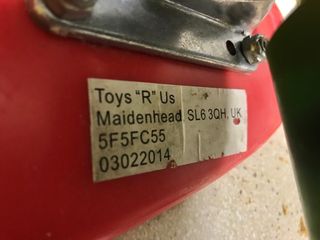 Toys "R" Us
Maidenhead, SL6 3QH, UK
5F5FC55
03022014